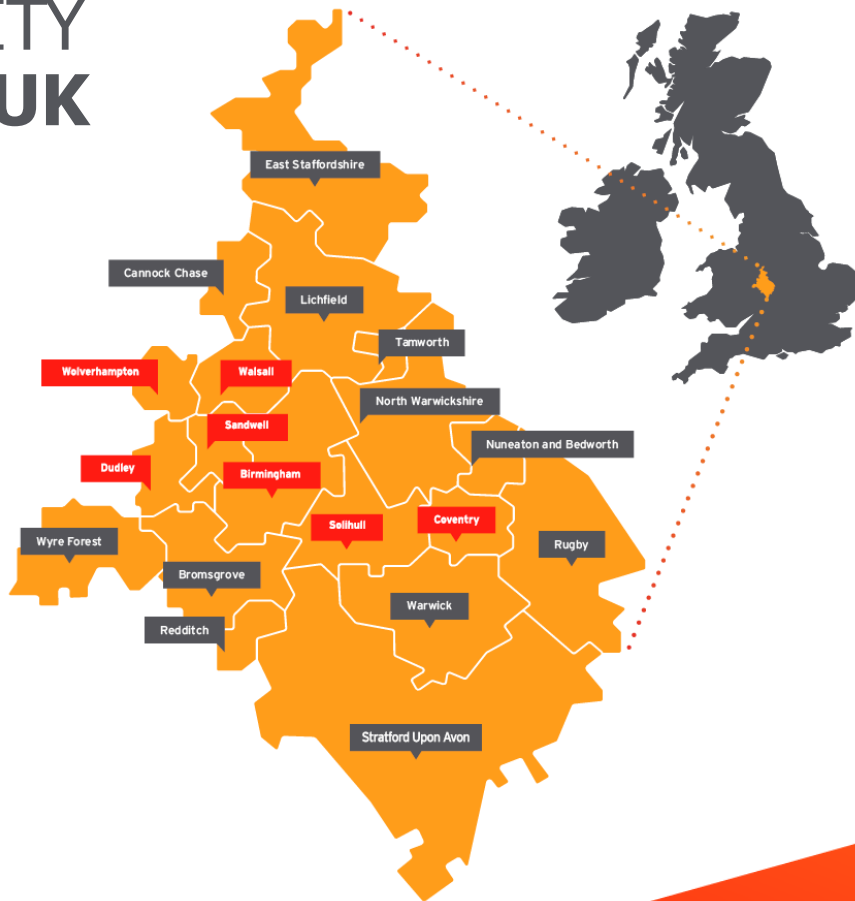 UK
East Staffordshire
Cannock Chase
Lichfield
Tamworth
Wolverhampton
Walsall
North Warwickshire
Sandwell
Nuneaton and Bedworth
Dudley
Birmingham
Solihull
Coventry
Wyre Forest
Rugby
Bromsgrove
Warwick
Redditch
Stratford Upon Avon